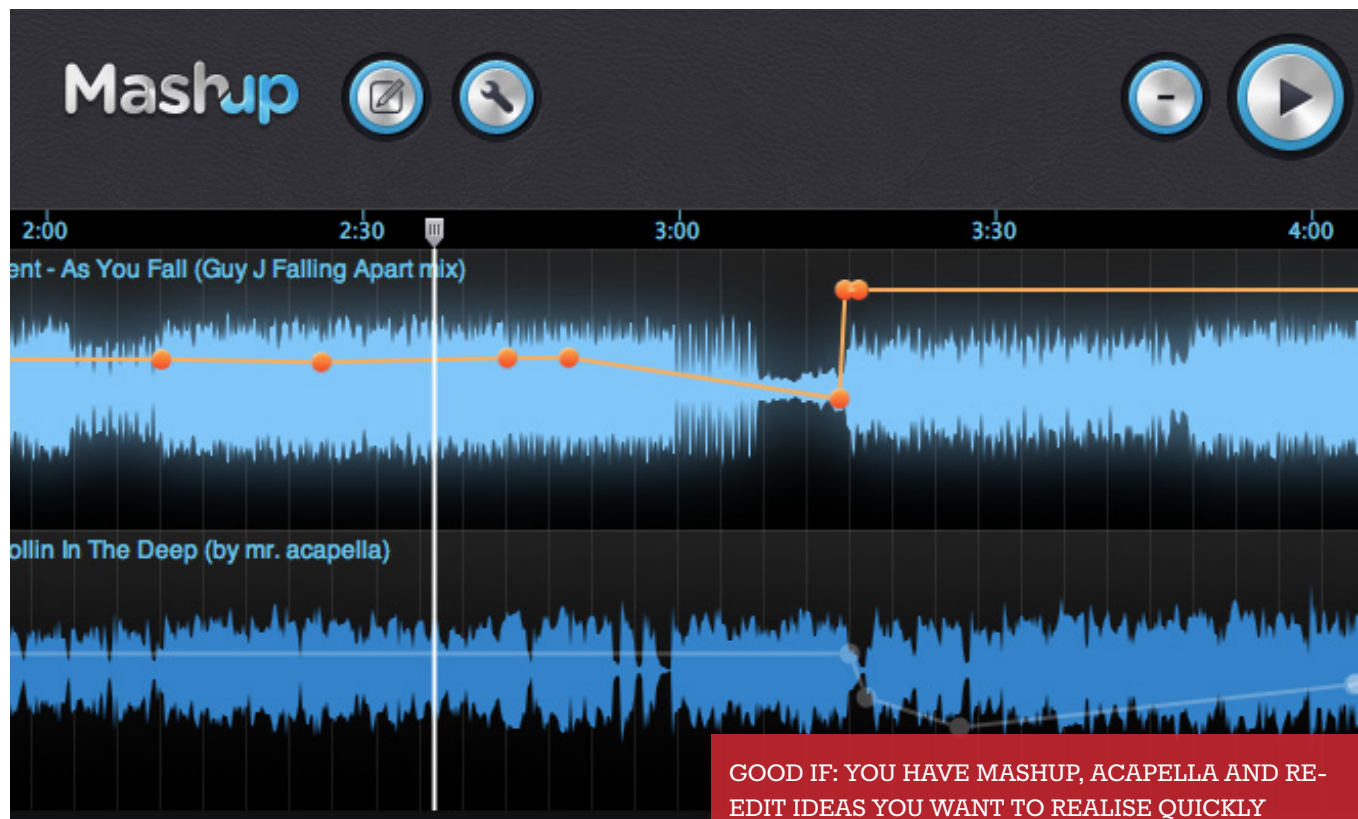 Mashup
2:00 2:30 3:00 3:30 4:00
ent - As You Fall (Guy J Falling Apart mix)
ollin In The Deep (by mr. acapella)
GOOD IF: YOU HAVE MASHUP, ACAPELLA AND RE-
EDIT IDEAS YOU WANT TO REALISE QUICKLY